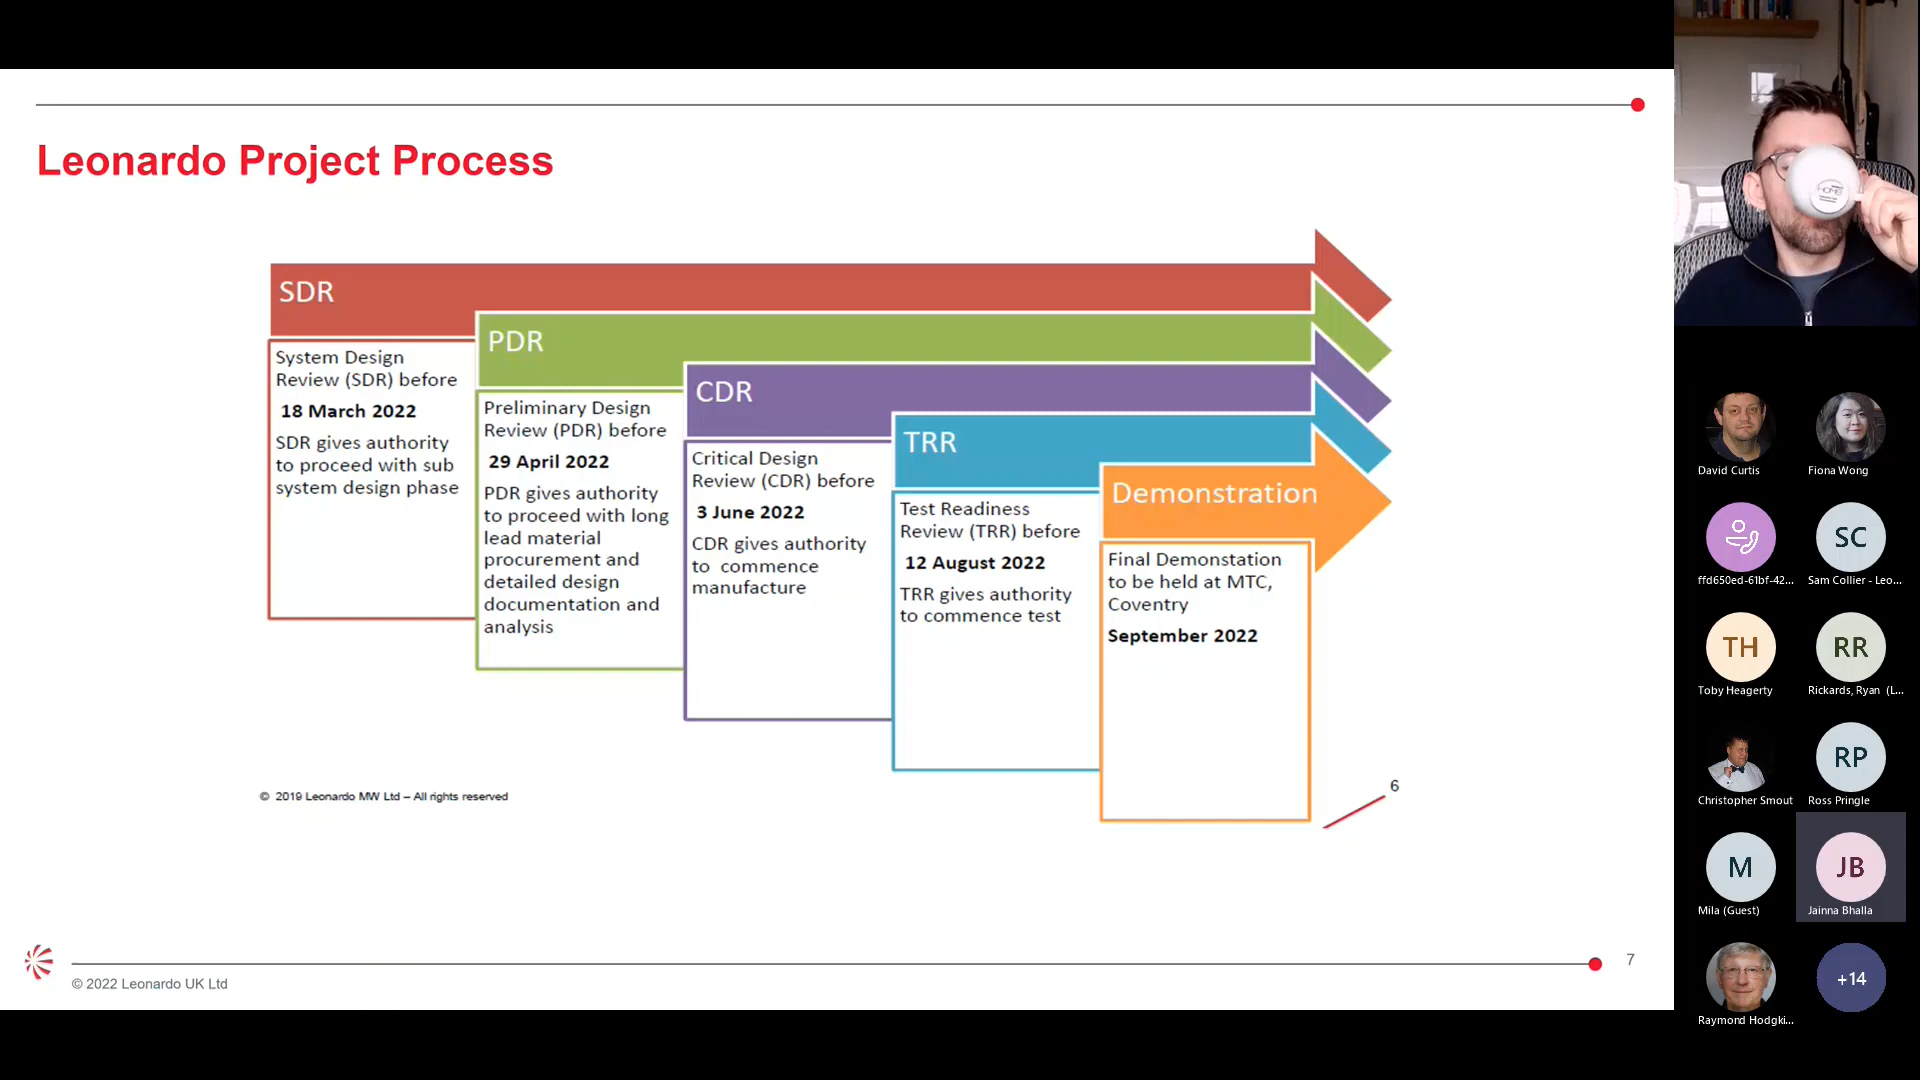 Leonardo Project Process
SDR
System Design
Review (SDR) before
18 March 2022
SDR gives authority
to proceed with sub
system design phase
PDR
Preliminary Design
Review (PDR) before
29 April 2022
PDR gives authority
to proceed with long
lead material
procurement and
detailed design
documentation and
analysis
CDR
Critical Design
Review (CDR) before
3 June 2022
CDR gives authority
to commence
manufacture
TRR
Test Readiness
Review (TRR) before
12 August 2022
TRR gives authority
to commence test
Demonstration
Final Demonstation
to be held at MTC,
Coventry
September 2022
© 2019 Leonardo MW Ltd – All rights reserved
6
7
© 2022 Leonardo UK Ltd
HOME
David Curtis
Fiona Wong
ffd650ed-61bf-42...
SC
Sam Collier - Leo...
TH
Toby Heagerty
RR
Rickards, Ryan (L...
Christopher Smout
RP
Ross Pringle
M
Mila (Guest)
JB
Jainna Bhalla
Raymond Hodgki...
+14